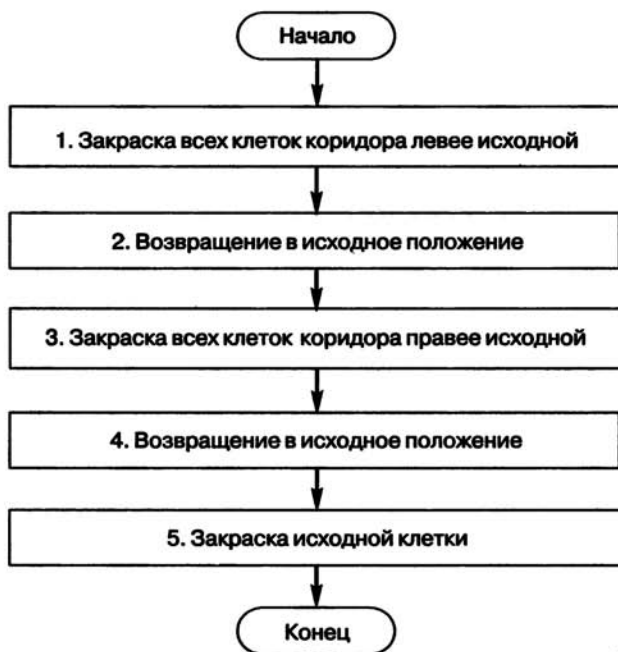 Начало
1. Закраска всех клеток коридора левее исходной
2. Возвращение в исходное положение
3. Закраска всех клеток коридора правее исходной
4. Возвращение в исходное положение
5. Закраска исходной клетки
Конец